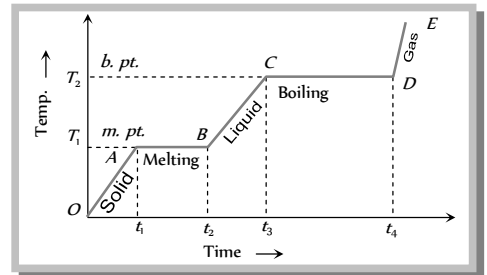 E
Gas
b. pt.
C
T₂
Boiling
D
Temp.
Liquid
m. pt.
B
T₁
A
Melting
Solid
O
t₁
t₂
t₃
t₄
Time